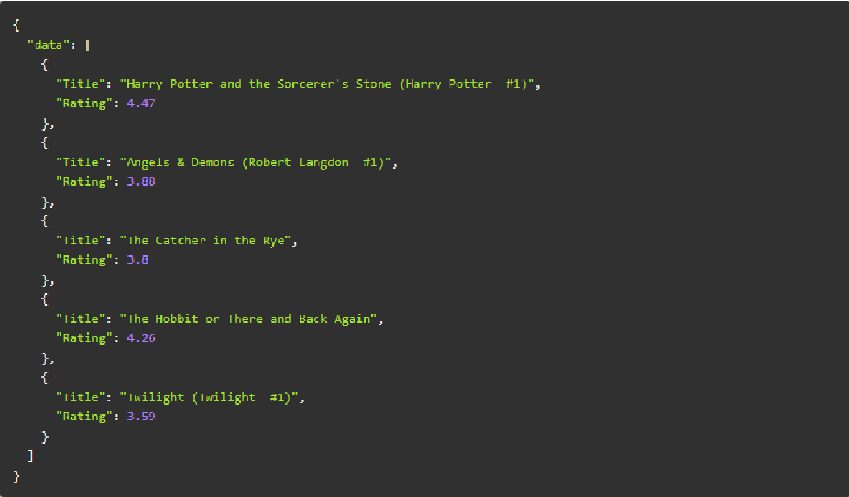 {
"data": [
{
"Title": "Harry Potter and the Sorcerer's Stone (Harry Potter  #1)",
"Rating": 4.47
},
{
"Title": "Angels & Demons (Robert Langdon  #1)",
"Rating": 3.88
},
{
"Title": "The Catcher in the Rye",
"Rating": 3.8
},
{
"Title": "The Hobbit or There and Back Again",
"Rating": 4.26
},
{
"Title": "Twilight (Twilight  #1)",
"Rating": 3.59
}
]
}